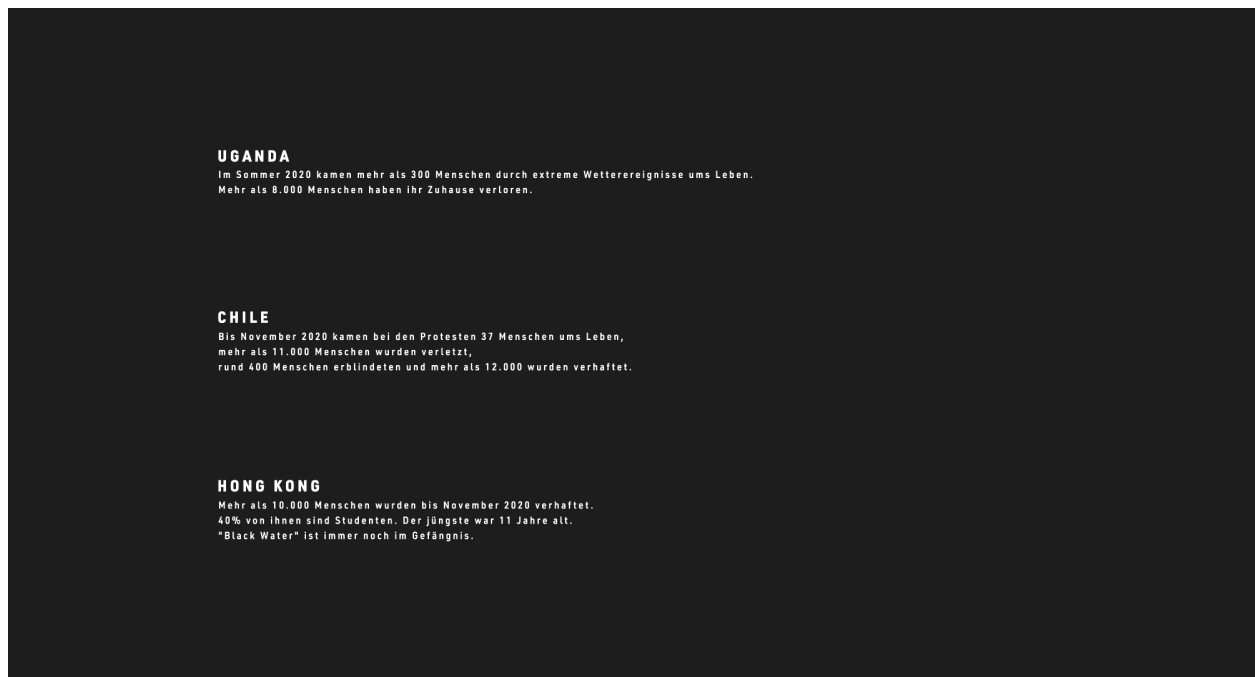 UGANDA
Im Sommer 2020 kamen mehr als 300 Menschen durch extreme Wetterereignisse ums Leben.
Mehr als 8.000 Menschen haben ihr Zuhause verloren.
CHILE
Bis November 2020 kamen bei den Protesten 37 Menschen ums Leben,
mehr als 11.000 Menschen wurden verletzt,
rund 400 Menschen erblindeten und mehr als 12.000 wurden verhaftet.
HONG KONG
Mehr als 10.000 Menschen wurden bis November 2020 verhaftet.
40% von ihnen sind Studenten. Der jüngste war 11 Jahre alt.
"Black Water" ist immer noch im Gefängnis.